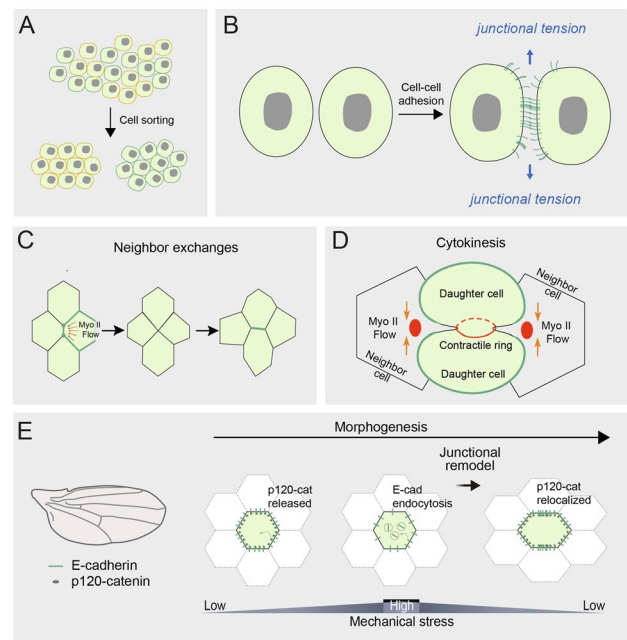 A
Cell sorting
B
junctional tension
Cell-cell
adhesion
junctional tension
C
Neighbor exchanges
Myo II
Flow
D
Cytokinesis
Neighbor
cell
Daughter cell
Myo II
Flow
Myo II
Flow
Contractile ring
Daughter cell
Neighbor
cell
E
Morphogenesis
Junctional
remodel
p120-cat
released
E-cad
endocytosis
p120-cat
relocalized
E-cadherin
p120-catenin
Low
High
Low
Mechanical stress